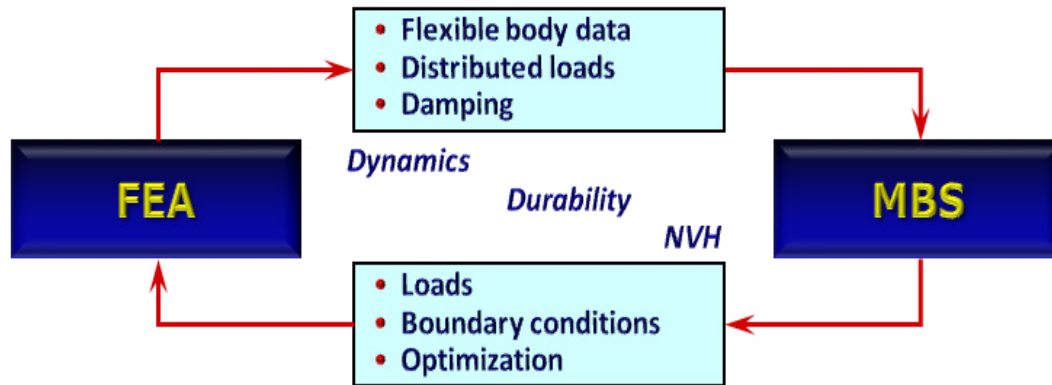 • Flexible body data
• Distributed loads
• Damping
FEA
Dynamics
Durability
NVH
MBS
• Loads
• Boundary conditions
• Optimization